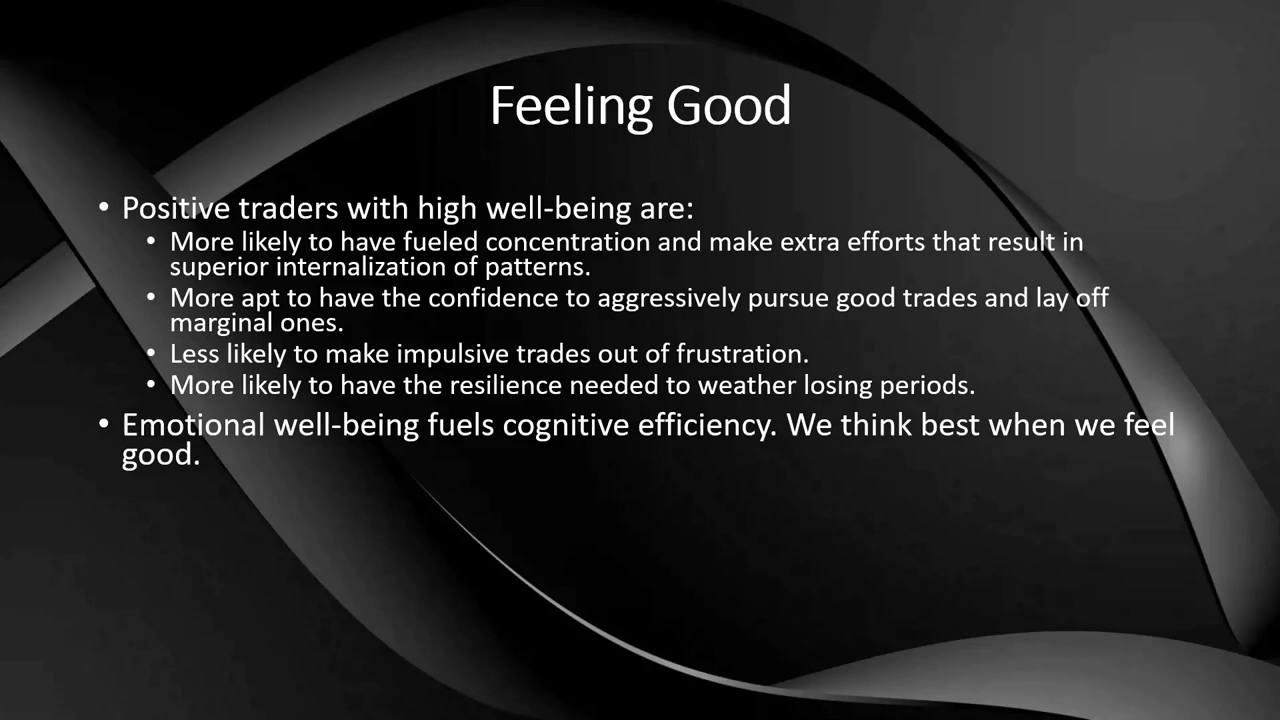 Feeling Good
• Positive traders with high well-being are:
• More likely to have fueled concentration and make extra efforts that result in
superior internalization of patterns.
• More apt to have the confidence to aggressively pursue good trades and lay off
marginal ones.
• Less likely to make impulsive trades out of frustration.
• More likely to have the resilience needed to weather losing periods.
• Emotional well-being fuels cognitive efficiency. We think best when we feel
good.